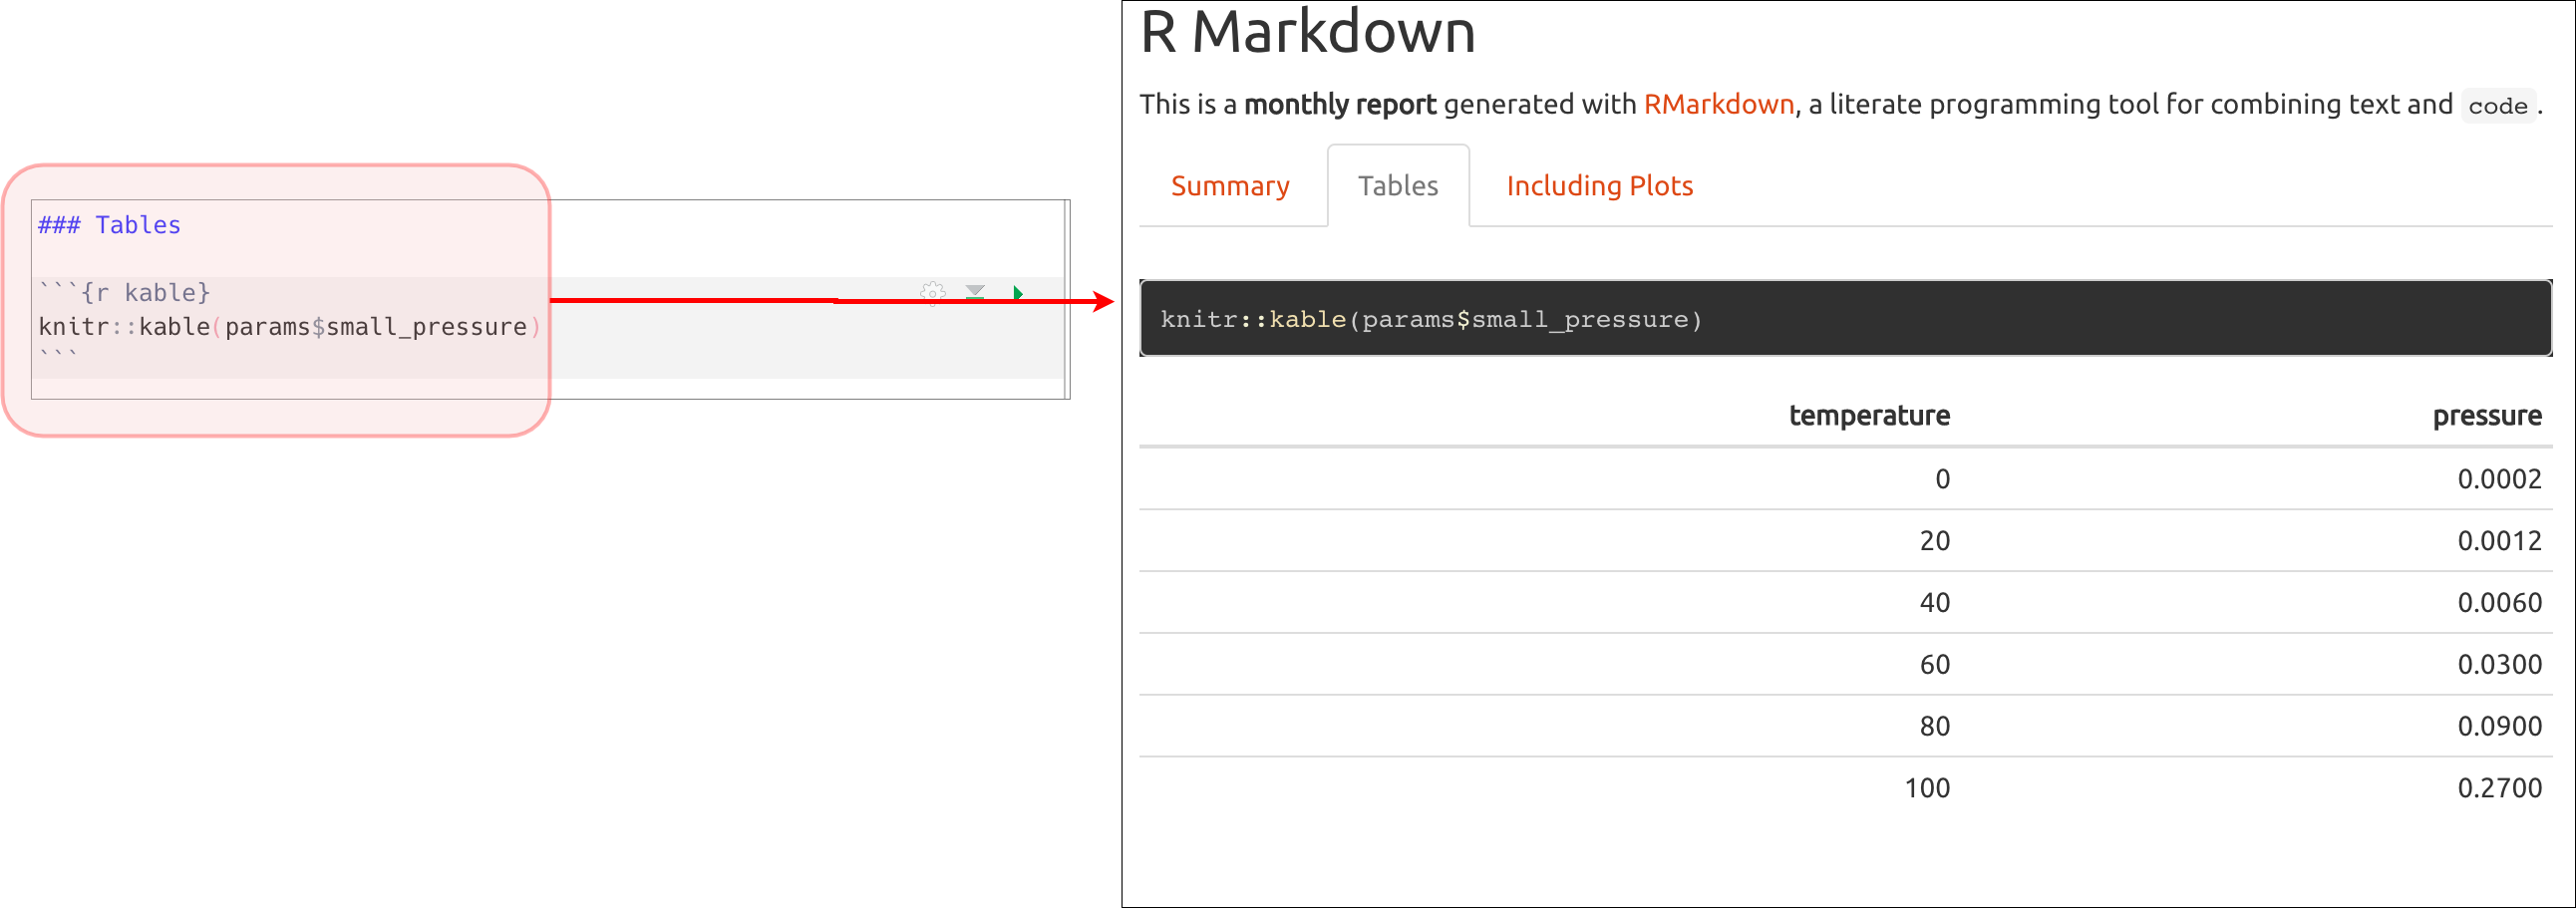 ### Tables
```{r kable}
knitr::kable(params$small_pressure)
```
R Markdown
This is a monthly report generated with RMarkdown, a literate programming tool for combining text and code.
Summary Tables Including Plots
knitr::kable(params$small_pressure)
temperature pressure
0 0.0002
20 0.0012
40 0.0060
60 0.0300
80 0.0900
100 0.2700